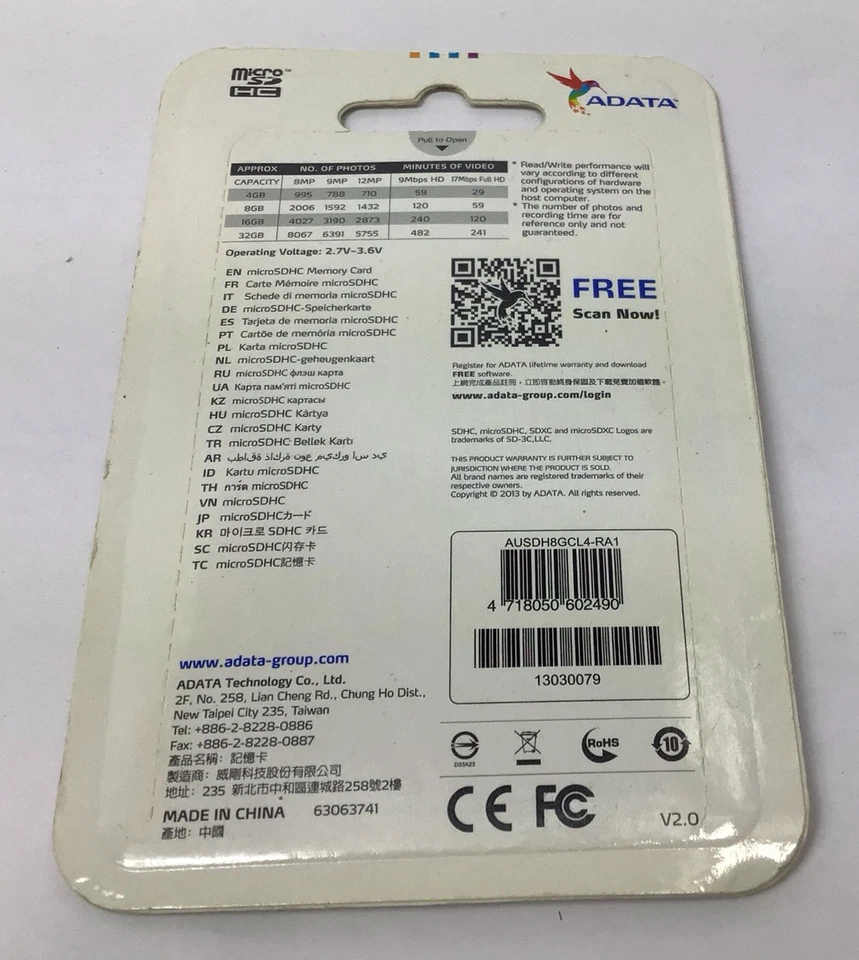 micro SD HC™
ADATA™
Pull to Open
APPROX NO. OF PHOTOS MINUTES OF VIDEO
CAPACITY 8MP 9MP 12MP 9Mbps HD 17Mbps Full HD
4GB 995 788 710 59 29
8GB 2006 1592 1432 120 59
16GB 4027 3190 2873 240 120
32GB 8067 6391 5755 482 241
Operating Voltage: 2.7V~3.6V
* Read/Write performance will
vary according to different
configurations of hardware
and operating system on the
host computer.
* The number of photos and
recording time are for
reference only and not
guaranteed.
EN microSDHC Memory Card
FR Carte Mémoire microSDHC
IT Schede di memoria microSDHC
DE microSDHC-Speicherkarte
ES Tarjeta de memoria microSDHC
PT Cartõe de memória microSDHC
PL Karta microSDHC
NL microSDHC-geheugenkaart
RU microSDHC флэш карта
UA Карта пам'яті microSDHC
KZ microSDHC картасы
HU microSDHC Kártya
CZ microSDHC Karty
TR microSDHC Bellek Kartı
AR بطاقة ذاكرة نوع ميكرو اس دي
ID Kartu microSDHC
TH การ์ด microSDHC
VN microSDHC
JP microSDHCカード
KR 마이크로 SDHC 카드
SC microSDHC闪存卡
TC microSDHC記憶卡
FREE
Scan Now!
Register for ADATA lifetime warranty and download
FREE software.
上網完成產品註冊，立即啓動終身保固及下載免費加值軟體。
www.adata-group.com/login
SDHC, microSDHC, SDXC and microSDXC Logos are
trademarks of SD-3C,LLC.
THIS PRODUCT WARRANTY IS FURTHER SUBJECT TO
JURISDICTION WHERE THE PRODUCT IS SOLD.
All brand names are registered trademarks of their
respective owners.
Copyright © 2013 by ADATA. All rights reserved.
AUSDH8GCL4-RA1
4 718050 602490
13030079
www.adata-group.com
ADATA Technology Co., Ltd.
2F, No. 258, Lian Cheng Rd., Chung Ho Dist.,
New Taipei City 235, Taiwan
Tel: +886-2-8228-0886
Fax: +886-2-8228-0887
產品名稱: 記憶卡
製造商: 威剛科技股份有限公司
地址: 235 新北市中和區連城路258號2樓
MADE IN CHINA 63063741
產地: 中國
D33A23
RoHS
10
CE FC
V2.0